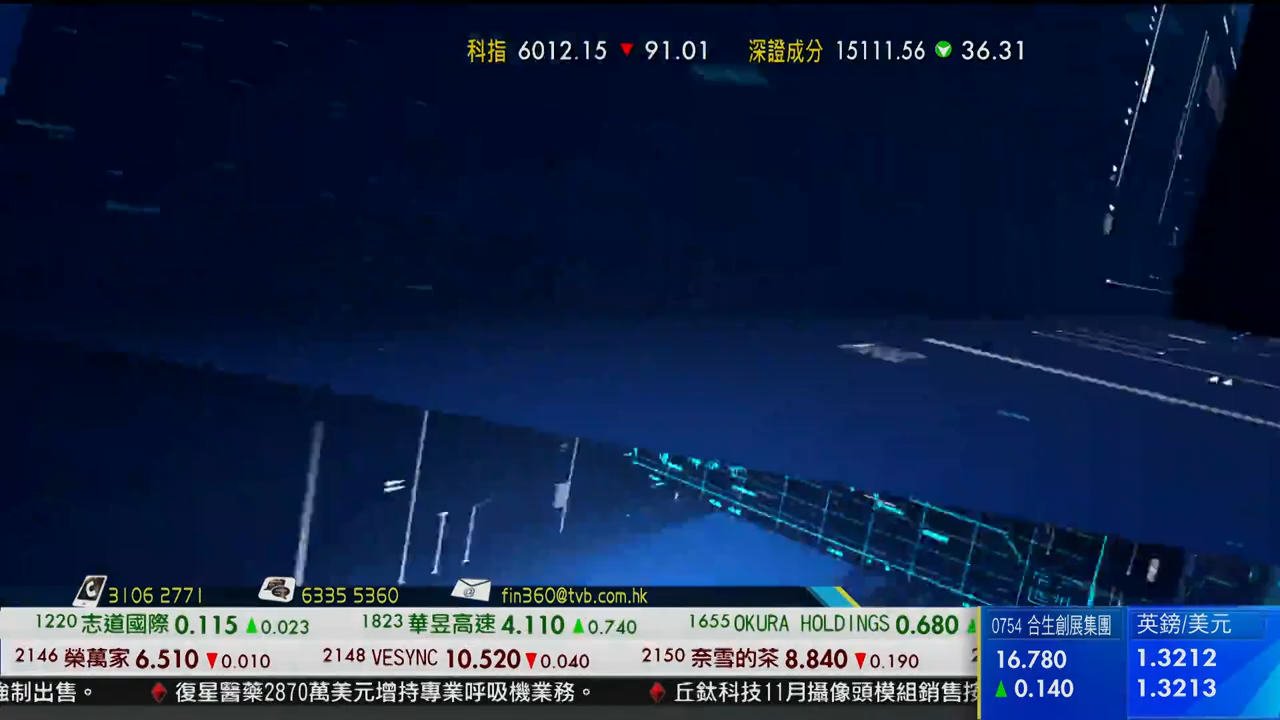 科指 6012.15 ▼ 91.01 深證成分 15111.56 36.31
3106 2771 6335 5360 fin360@tvb.com.hk
1220 志道國際 0.115 ▲0.023 1823 華昱高速 4.110 ▲0.740 1655 OKURA HOLDINGS 0.680 ▲
2146 榮萬家 6.510 ▼0.010 2148 VESYNC 10.520 ▼0.040 2150 奈雪的茶 8.840 ▼0.190
強制出售。 ♦ 復星醫藥2870萬美元增持專業呼吸機業務。 ♦ 丘鈦科技11月攝像頭模組銷售按
0754 合生創展集團
16.780
▲ 0.140
英鎊/美元
1.3212
1.3213